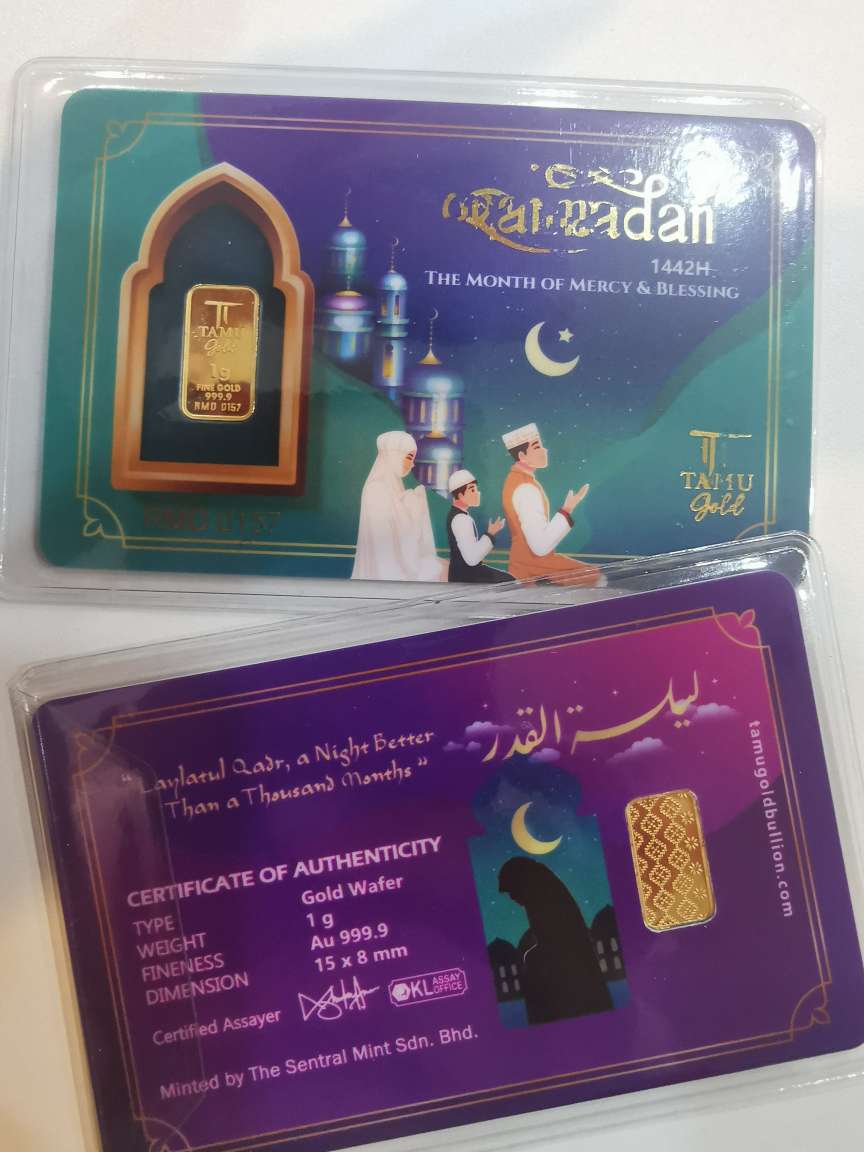 Ramadan
1442H
THE MONTH OF MERCY & BLESSING
TAMU
Gold
1g
FINE GOLD
999.9
RMD 0157
RMD 0157
TAMU
Gold
ليلة القدر
"Laylatul Qadr, a Night Better
Than a Thousand Months"
tamugoldbullion.com
CERTIFICATE OF AUTHENTICITY
TYPE Gold Wafer
WEIGHT 1 g
FINENESS Au 999.9
DIMENSION 15 x 8 mm
Certified Assayer
KL ASSAY
OFFICE
Minted by The Sentral Mint Sdn. Bhd.